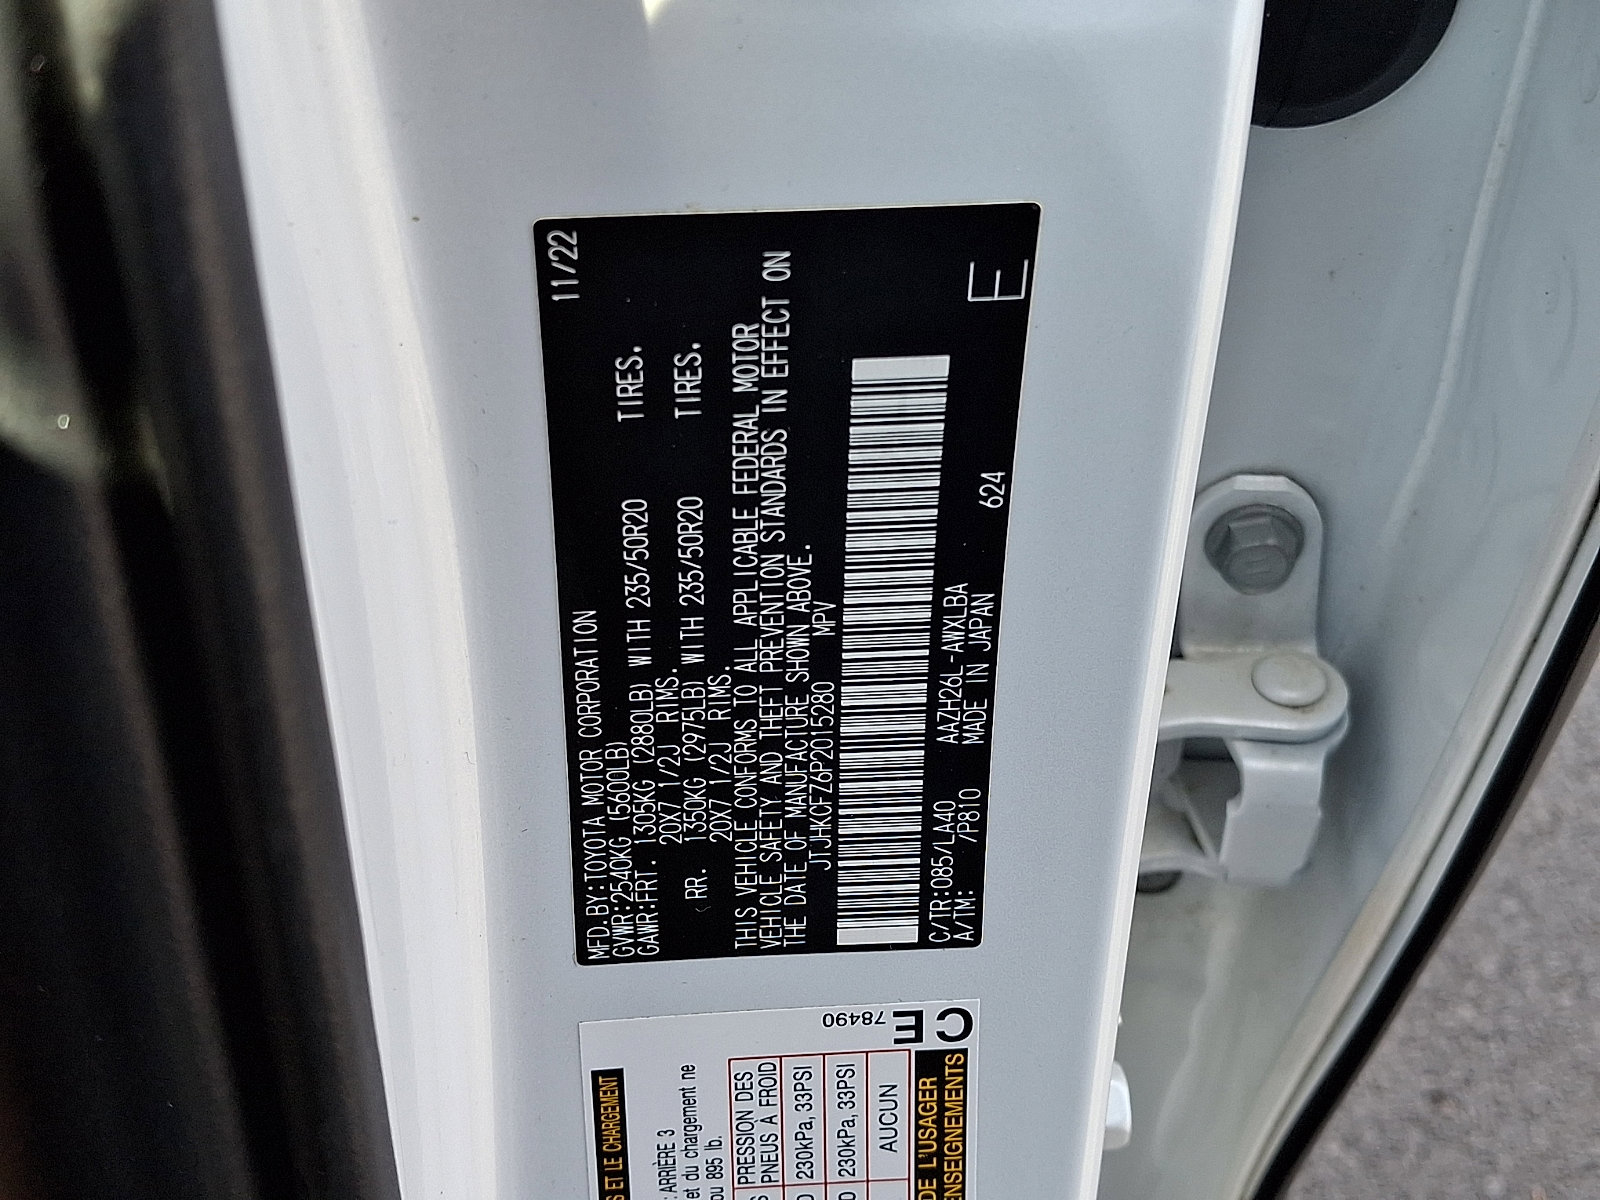 11/22
MFD.BY:TOYOTA MOTOR CORPORATION
GVWR:2540KG (5600LB)
GAWR:FRT. 1305KG (2880LB) WITH 235/50R20 TIRES.
20X7 1/2J RIMS.
RR. 1350KG (2975LB) WITH 235/50R20 TIRES.
20X7 1/2J RIMS.
THIS VEHICLE CONFORMS TO ALL APPLICABLE FEDERAL MOTOR
VEHICLE SAFETY AND THEFT PREVENTION STANDARDS IN EFFECT ON
THE DATE OF MANUFACTURE SHOWN ABOVE.
JTJHKCFZ6P2015280 MPV
C/TR:085/LA40 AAZH26L-AWXLBA
A/TM: /P810 MADE IN JAPAN 624
E
CE
78490
ET LE CHARGEMENT
ARRIÈRE 3
et du chargement ne
895 lb.
PRESSION DES
PNEUS À FROID
230kPa, 33PSI
230kPa, 33PSI
AUCUN
DE L'USAGER